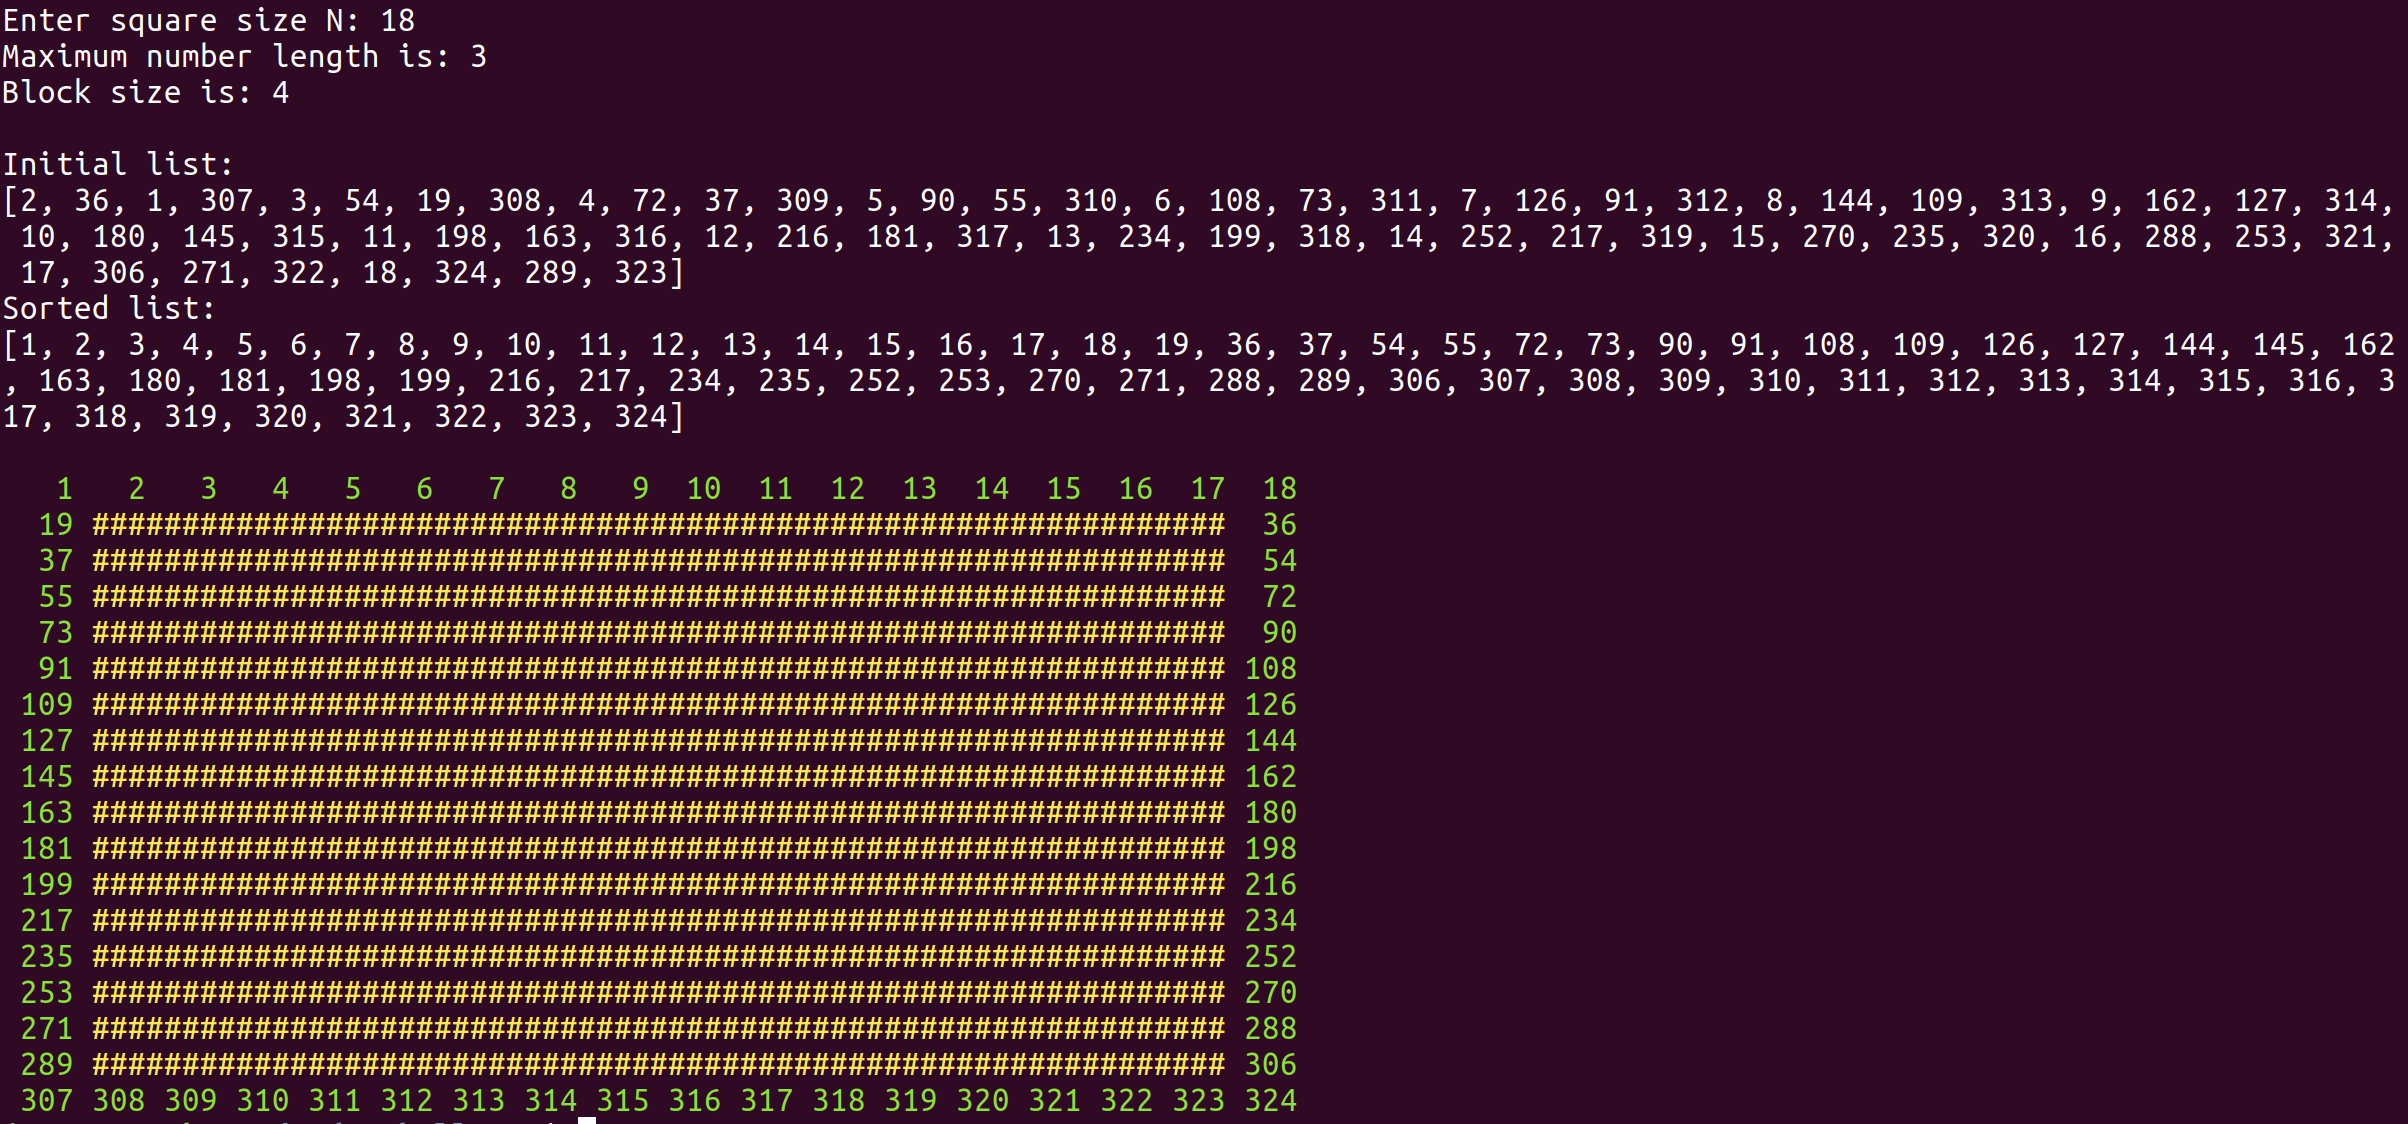 Enter square size N: 18
Maximum number length is: 3
Block size is: 4
Initial list:
[2, 36, 1, 307, 3, 54, 19, 308, 4, 72, 37, 309, 5, 90, 55, 310, 6, 108, 73, 311, 7, 126, 91, 312, 8, 144, 109, 313, 9, 162, 127, 314,
10, 180, 145, 315, 11, 198, 163, 316, 12, 216, 181, 317, 13, 234, 199, 318, 14, 252, 217, 319, 15, 270, 235, 320, 16, 288, 253, 321,
17, 306, 271, 322, 18, 324, 289, 323]
Sorted list:
[1, 2, 3, 4, 5, 6, 7, 8, 9, 10, 11, 12, 13, 14, 15, 16, 17, 18, 19, 36, 37, 54, 55, 72, 73, 90, 91, 108, 109, 126, 127, 144, 145, 162
, 163, 180, 181, 198, 199, 216, 217, 234, 235, 252, 253, 270, 271, 288, 289, 306, 307, 308, 309, 310, 311, 312, 313, 314, 315, 316, 3
17, 318, 319, 320, 321, 322, 323, 324]
1 2 3 4 5 6 7 8 9 10 11 12 13 14 15 16 17 18
19 ############################################################### 36
37 ############################################################### 54
55 ############################################################### 72
73 ############################################################### 90
91 ############################################################### 108
109 ############################################################### 126
127 ############################################################### 144
145 ############################################################### 162
163 ############################################################### 180
181 ############################################################### 198
199 ############################################################### 216
217 ############################################################### 234
235 ############################################################### 252
253 ############################################################### 270
271 ############################################################### 288
289 ############################################################### 306
307 308 309 310 311 312 313 314 315 316 317 318 319 320 321 322 323 324